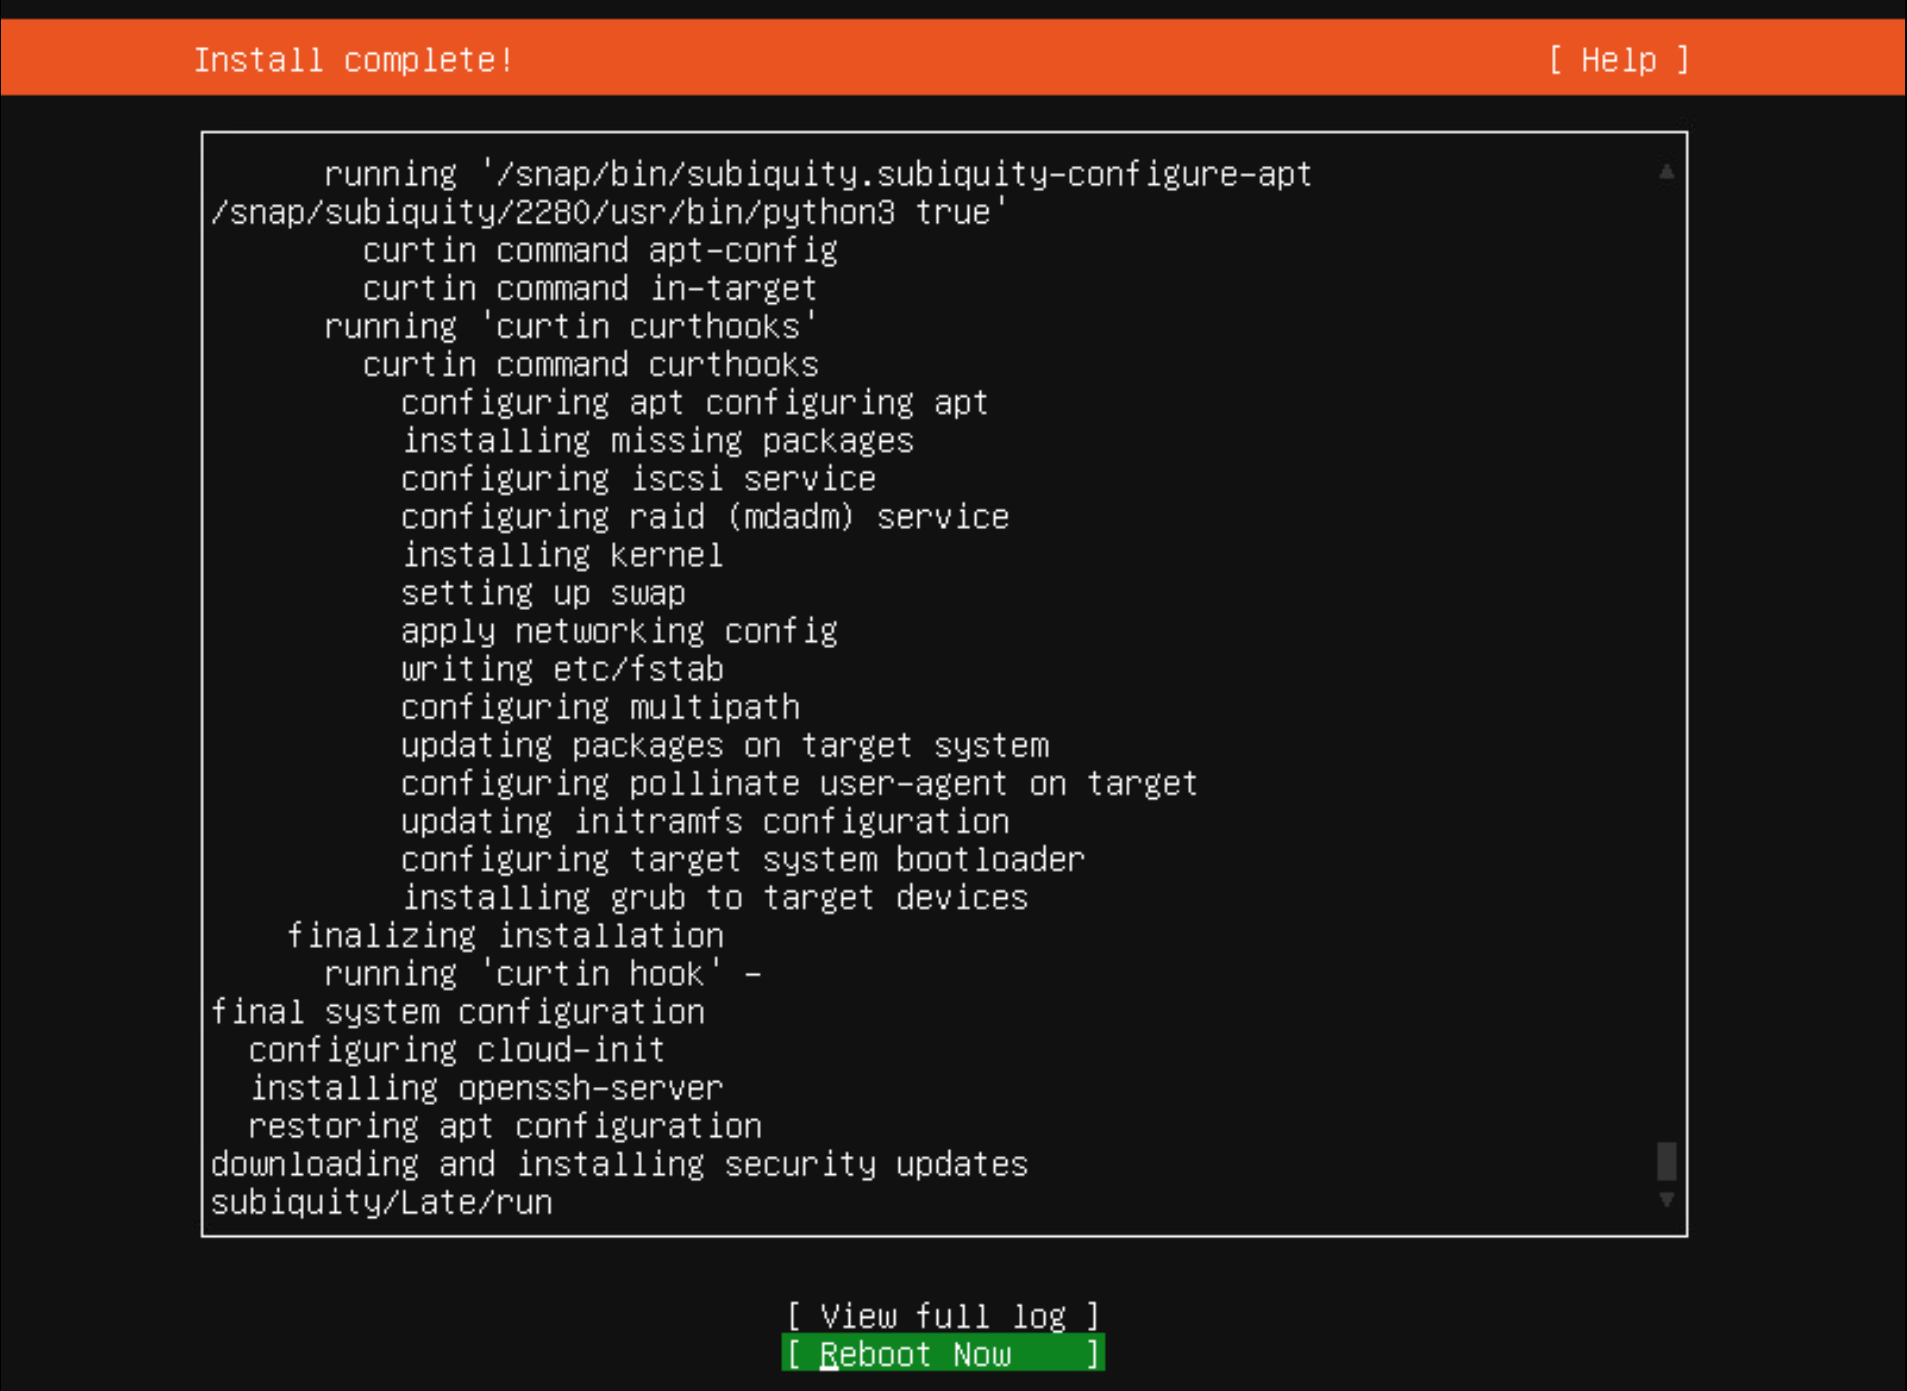 Install complete!
[ Help ]
running '/snap/bin/subiquity.subiquity-configure-apt
/snap/subiquity/2280/usr/bin/python3 true'
curtin command apt-config
curtin command in-target
running 'curtin curthooks'
curtin command curthooks
configuring apt configuring apt
installing missing packages
configuring iscsi service
configuring raid (mdadm) service
installing kernel
setting up swap
apply networking config
writing etc/fstab
configuring multipath
updating packages on target system
configuring pollinate user-agent on target
updating initramfs configuration
configuring target system bootloader
installing grub to target devices
finalizing installation
running 'curtin hook' -
final system configuration
configuring cloud-init
installing openssh-server
restoring apt configuration
downloading and installing security updates
subiquity/Late/run
[ View full log ]
[ Reboot Now ]